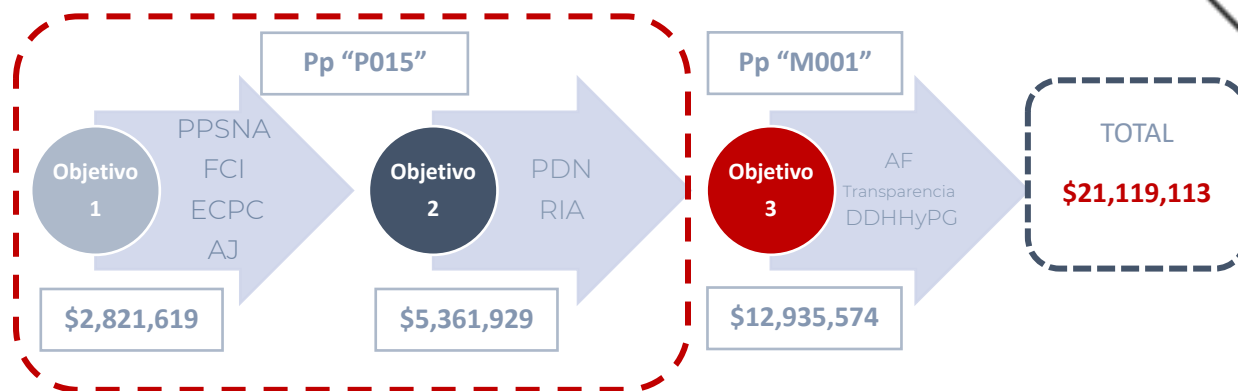 Pp “P015”
Objetivo
1
PPSNA
FCI
ECPC
AJ
$2,821,619
Objetivo
2
PDN
RIA
$5,361,929
Pp “M001”
Objetivo
3
AF
Transparencia
DDHHyPG
$12,935,574
TOTAL
$21,119,113